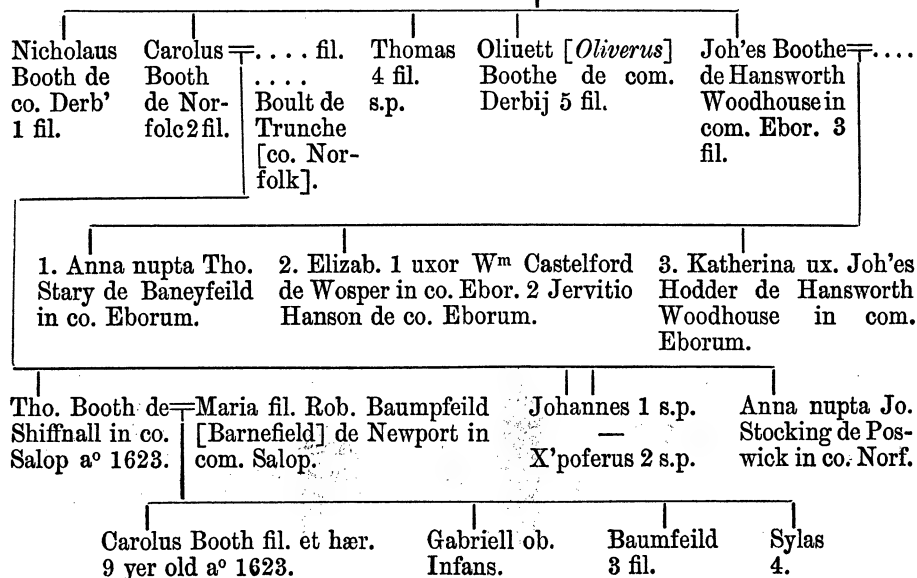 Nicholaus
Booth de
co. Derb'
1 fil.
Carolus
Booth
de Nor-
folc 2 fil.
. . . . fil.
. . . .
Boult de
Trunche
[co. Nor-
folk].
Thomas
4 fil.
s.p.
Oliuett [Oliverus]
Boothe de com.
Derbij 5 fil.
Joh'es Boothe
de Hansworth
Woodhouse in
com. Ebor. 3
fil.
. . . .
1. Anna nupta Tho.
Stary de Baneyfeild
in co. Eborum.
2. Elizab. 1 uxor Wᵐ Castelford
de Wosper in co. Ebor. 2 Jervitio
Hanson de co. Eborum.
3. Katherina ux. Joh'es
Hodder de Hansworth
Woodhouse in com.
Eborum.
Tho. Booth de
Shiffnall in co.
Salop aº 1623.
Maria fil. Rob. Baumpfeild
[Barnefield] de Newport in
com. Salop.
Johannes 1 s.p.
—
X'poferus 2 s.p.
Anna nupta Jo.
Stocking de Pos-
wick in co. Norf.
Carolus Booth fil. et hær.
9 yer old aº 1623.
Gabriell ob.
Infans.
Baumfeild
3 fil.
Sylas
4.